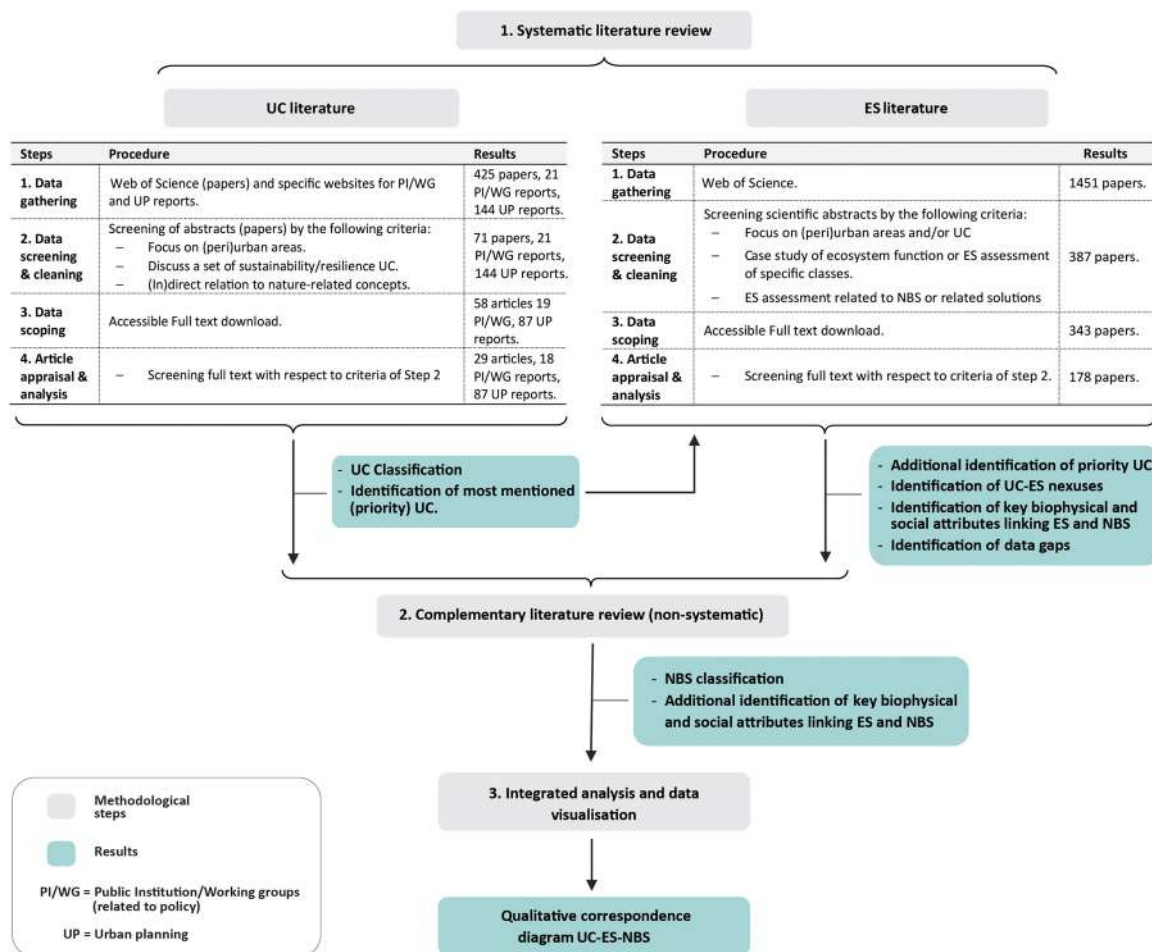 1. Systematic literature review
UC literature
Steps Procedure Results
1. Data
gathering
Web of Science (papers) and specific websites for PI/WG
and UP reports.
425 papers, 21
PI/WG reports,
144 UP reports.
2. Data
screening
& cleaning
Screening of abstracts (papers) by the following criteria:
– Focus on (peri)urban areas.
– Discuss a set of sustainability/resilience UC.
– (In)direct relation to nature-related concepts.
71 papers, 21
PI/WG reports,
144 UP reports.
3. Data
scoping
Accessible Full text download.
58 articles 19
PI/WG, 87 UP
reports.
4. Article
appraisal &
analysis
– Screening full text with respect to criteria of Step 2
29 articles, 18
PI/WG reports,
87 UP reports.
ES literature
Steps Procedure Results
1. Data
gathering
Web of Science.
1451 papers.
2. Data
screening
& cleaning
Screening scientific abstracts by the following criteria:
– Focus on (peri)urban areas and/or UC
– Case study of ecosystem function or ES assessment
of specific classes.
– ES assessment related to NBS or related solutions
387 papers.
3. Data
scoping
Accessible Full text download.
343 papers.
4. Article
appraisal &
analysis
– Screening full text with respect to criteria of step 2.
178 papers.
- UC Classification
- Identification of most mentioned
(priority) UC.
- Additional identification of priority UC
- Identification of UC-ES nexuses
- Identification of key biophysical and
social attributes linking ES and NBS
- Identification of data gaps
2. Complementary literature review (non-systematic)
- NBS classification
- Additional identification of key biophysical
and social attributes linking ES and NBS
3. Integrated analysis and data
visualisation
Qualitative correspondence
diagram UC-ES-NBS
Methodological
steps
Results
PI/WG = Public Institution/Working groups
(related to policy)
UP = Urban planning